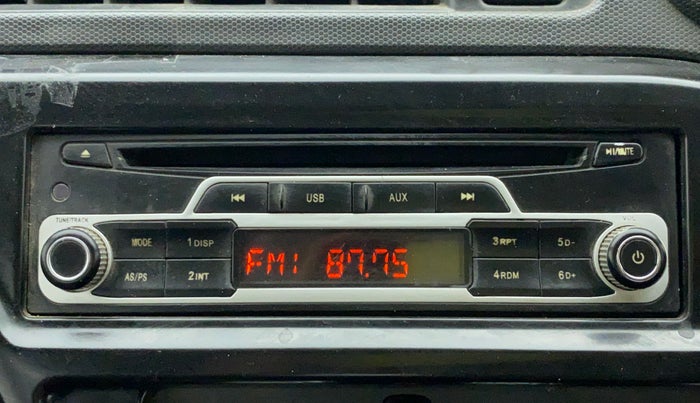 ▶II/MUTE
USB
AUX
TUNE/TRACK
VOL
MODE
1 DISP
3 RPT
5 D-
FM1 87.75
AS/PS
2 INT
4 RDM
6 D+